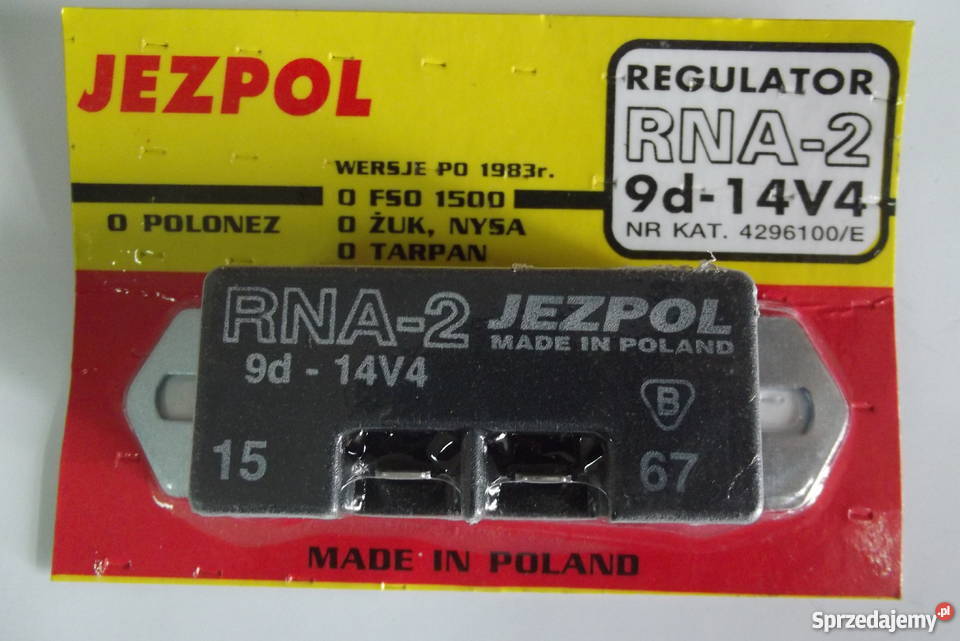 JEZPOL
REGULATOR
RNA-2
9d-14V4
NR KAT. 4296100/E
WERSJE PO 1983r.
O FSO 1500
O POLONEZ
O ŻUK, NYSA
O TARPAN
RNA-2
JEZPOL
MADE IN POLAND
9d - 14V4
B
15
67
MADE IN POLAND
Sprzedajemy.pl